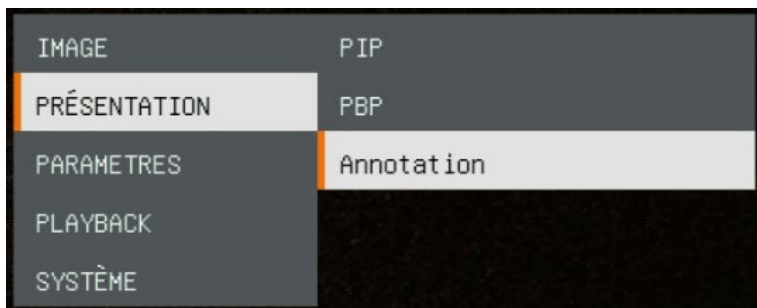 IMAGE
PRÉSENTATION
PARAMETRES
PLAYBACK
SYSTÈME
PIP
PBP
Annotation